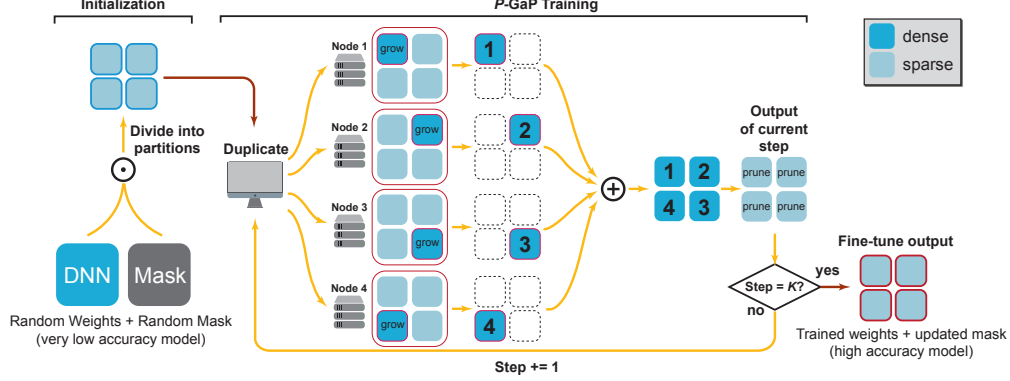 Initialization
P-GaP Training
dense
sparse
Divide into
partitions
DNN
Mask
Random Weights + Random Mask
(very low accuracy model)
Duplicate
Node 1
grow
1
Node 2
grow
2
Node 3
grow
3
Node 4
grow
4
1 2
4 3
Output
of current
step
prune prune
prune prune
Step = K?
yes
no
Fine-tune output
Trained weights + updated mask
(high accuracy model)
Step += 1